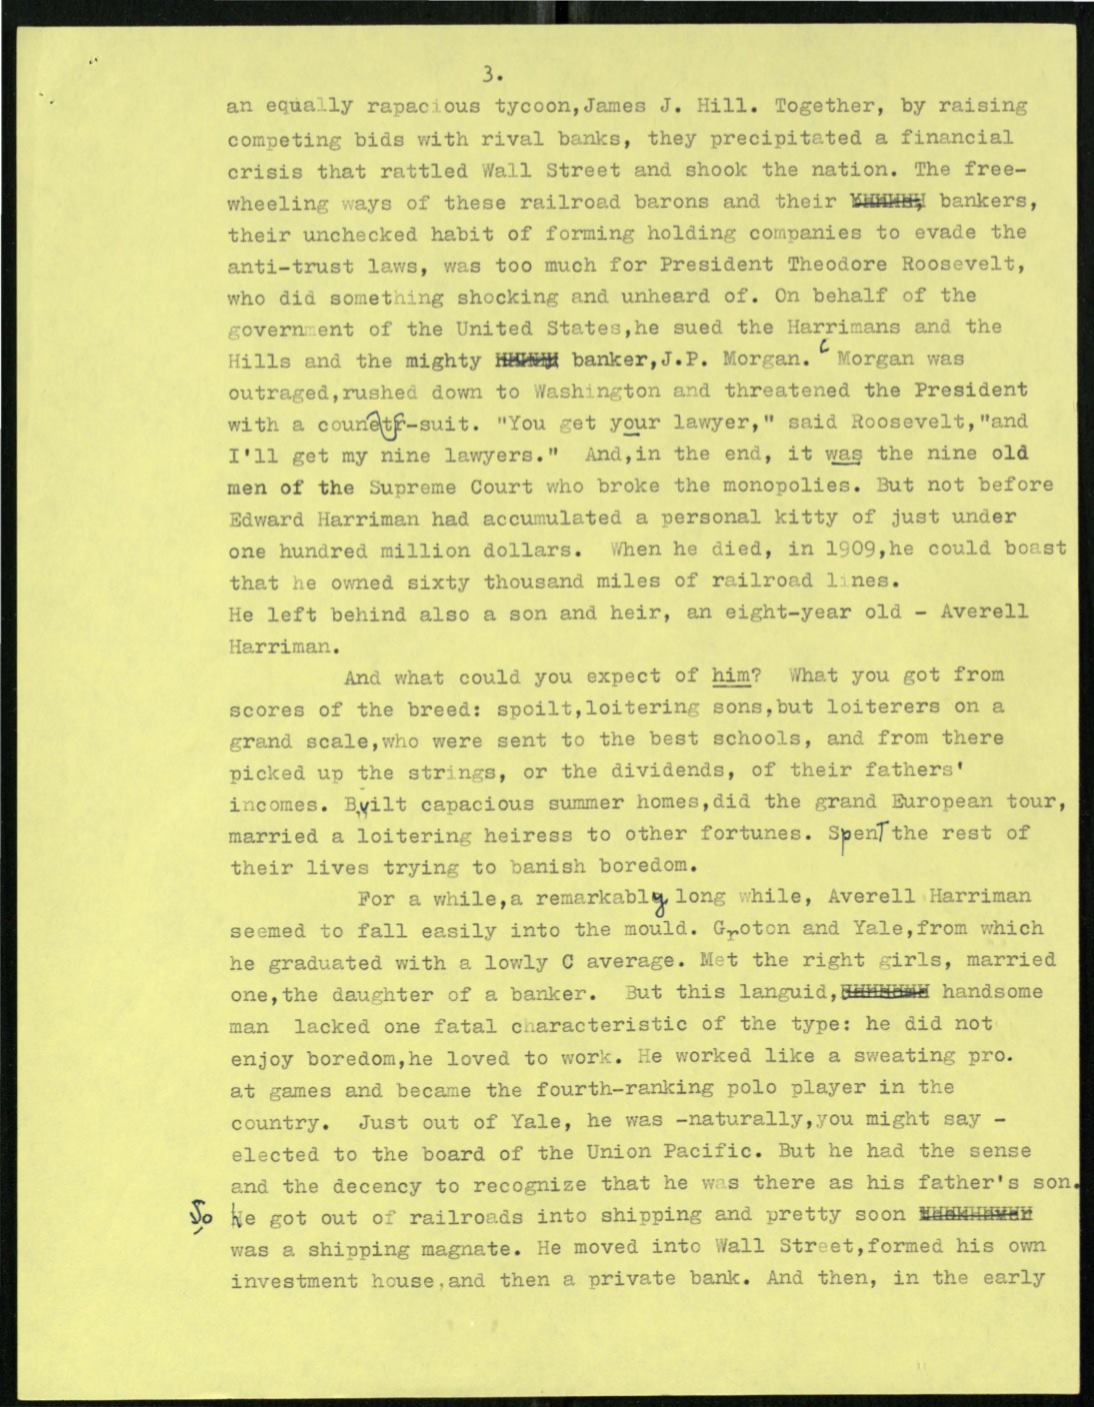 3.
an equally rapacious tycoon,James J. Hill. Together, by raising
competing bids with rival banks, they precipitated a financial
crisis that rattled Wall Street and shook the nation. The free-
wheeling ways of these railroad barons and their bankers,
their unchecked habit of forming holding companies to evade the
anti-trust laws, was too much for President Theodore Roosevelt,
who did something shocking and unheard of. On behalf of the
government of the United States,he sued the Harrimans and the
Hills and the mighty banker,J.P. Morgan. Morgan was
outraged,rushed down to Washington and threatened the President
with a counetr-suit. "You get your lawyer," said Roosevelt,"and
I'll get my nine lawyers." And,in the end, it was the nine old
men of the Supreme Court who broke the monopolies. But not before
Edward Harriman had accumulated a personal kitty of just under
one hundred million dollars. When he died, in 1909,he could boast
that he owned sixty thousand miles of railroad lines.
He left behind also a son and heir, an eight-year old - Averell
Harriman.
And what could you expect of him? What you got from
scores of the breed: spoilt,loitering sons,but loiterers on a
grand scale,who were sent to the best schools, and from there
picked up the strings, or the dividends, of their fathers'
incomes. Built capacious summer homes,did the grand European tour,
married a loitering heiress to other fortunes. Spent the rest of
their lives trying to banish boredom.
For a while,a remarkably long while, Averell Harriman
seemed to fall easily into the mould. Groton and Yale,from which
he graduated with a lowly C average. Met the right girls, married
one,the daughter of a banker. But this languid, handsome
man lacked one fatal characteristic of the type: he did not
enjoy boredom,he loved to work. He worked like a sweating pro.
at games and became the fourth-ranking polo player in the
country. Just out of Yale, he was -naturally,you might say -
elected to the board of the Union Pacific. But he had the sense
and the decency to recognize that he was there as his father's son.
So he got out of railroads into shipping and pretty soon
was a shipping magnate. He moved into Wall Street,formed his own
investment house,and then a private bank. And then, in the early